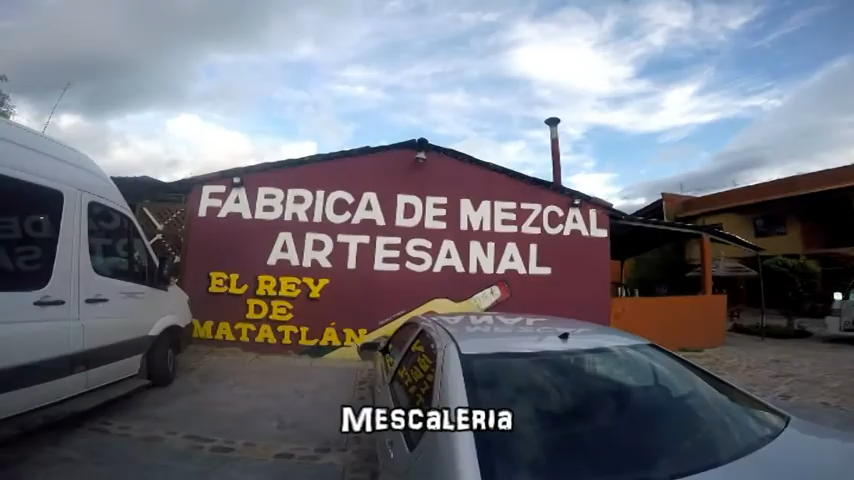 FABRICA DE MEZCAL
ARTESANAL
EL REY
DE
MATATLÁN
MESCALERIA